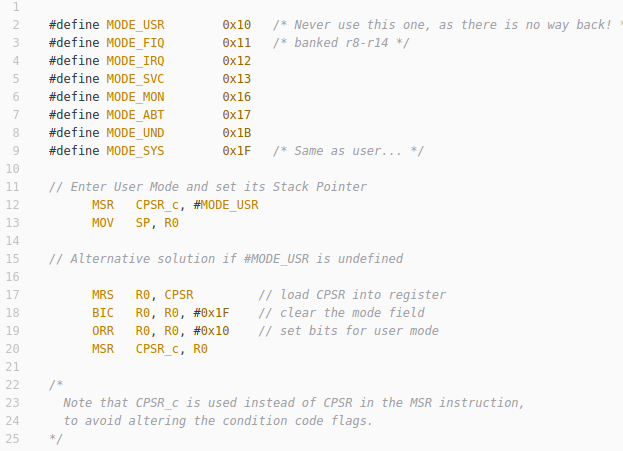 1
2 #define MODE_USR 0x10 /* Never use this one, as there is no way back! *
3 #define MODE_FIQ 0x11 /* banked r8-r14 */
4 #define MODE_IRQ 0x12
5 #define MODE_SVC 0x13
6 #define MODE_MON 0x16
7 #define MODE_ABT 0x17
8 #define MODE_UND 0x1B
9 #define MODE_SYS 0x1F /* Same as user... */
10
11 // Enter User Mode and set its Stack Pointer
12 MSR CPSR_c, #MODE_USR
13 MOV SP, R0
14
15 // Alternative solution if #MODE_USR is undefined
16
17 MRS R0, CPSR // load CPSR into register
18 BIC R0, R0, #0x1F // clear the mode field
19 ORR R0, R0, #0x10 // set bits for user mode
20 MSR CPSR_c, R0
21
22 /*
23 Note that CPSR_c is used instead of CPSR in the MSR instruction,
24 to avoid altering the condition code flags.
25 */